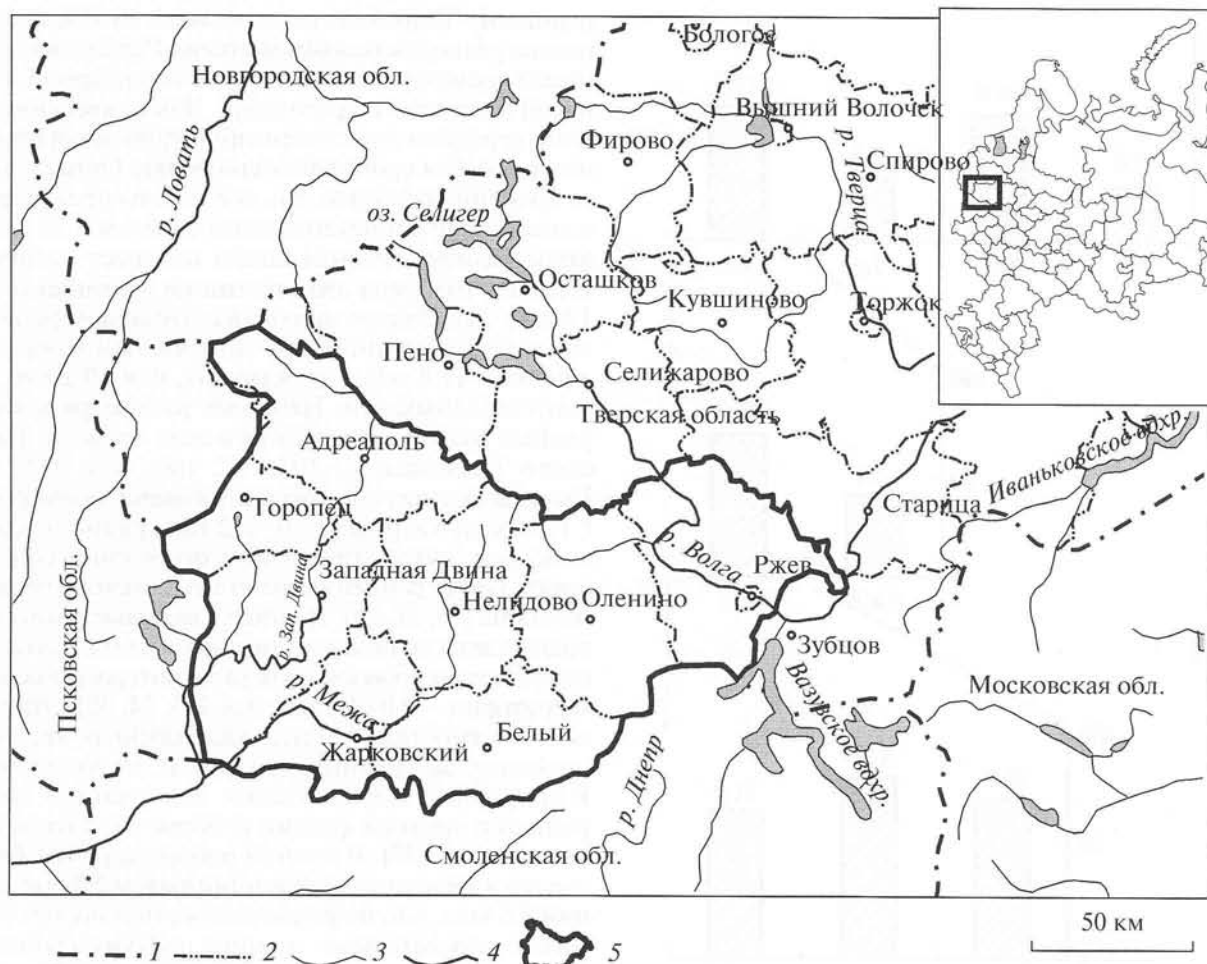 Бологое
Новгородская обл.
Вышний Волочек
Фирово
р. Тверца
Спирово
р. Ловать
оз. Селигер
Осташков
Кувшиново
Торжок
Пено
Селижарово
Тверская область
Адреаполь
Иваньковское вдхр.
Торопец
Старица
р. Волга
Ржев
Псковская обл.
Западная Двина
р. Зап. Двина
Нелидово
Оленино
Зубцов
р. Межа
Вазузское вдхр.
Московская обл.
Белый
Жарковский
р. Днепр
Смоленская обл.
50 км
1 2 3 4 5